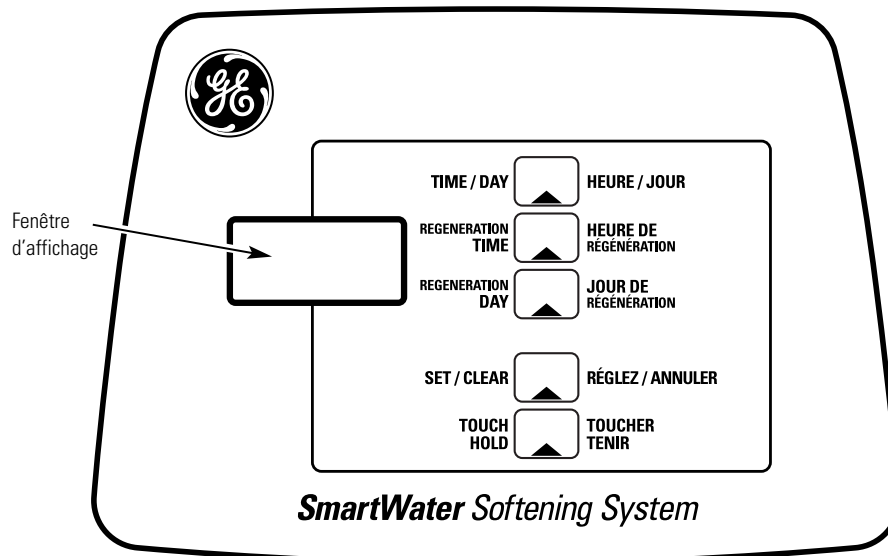 GE
TIME / DAY
HEURE / JOUR
REGENERATION
TIME
HEURE DE
RÉGÉNÉRATION
Fenêtre
d'affichage
REGENERATION
DAY
JOUR DE
RÉGÉNÉRATION
SET / CLEAR
RÉGLEZ / ANNULER
TOUCH
HOLD
TOUCHER
TENIR
SmartWater Softening System